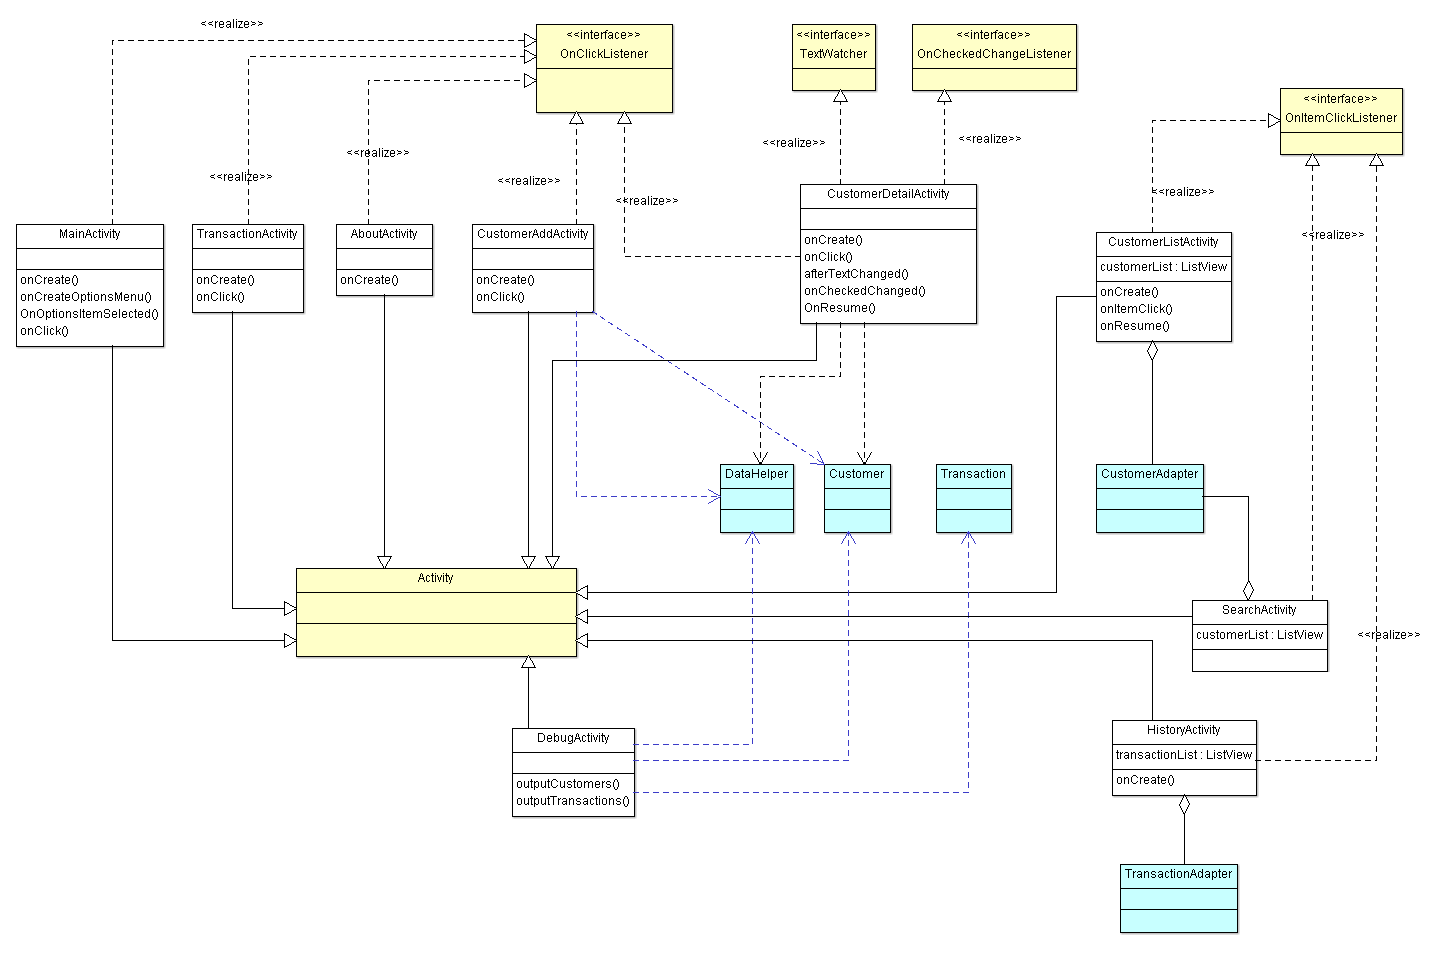 <<realize>>
<<interface>>
OnClickListener
<<interface>>
TextWatcher
<<interface>>
OnCheckedChangeListener
<<interface>>
OnItemClickListener
<<realize>>
<<realize>>
<<realize>>
<<realize>>
<<realize>>
<<realize>>
<<realize>>
<<realize>>
<<realize>>
MainActivity
onCreate()
onCreateOptionsMenu()
OnOptionsItemSelected()
onClick()
TransactionActivity
onCreate()
onClick()
AboutActivity
onCreate()
CustomerAddActivity
onCreate()
onClick()
CustomerDetailActivity
onCreate()
onClick()
afterTextChanged()
onCheckedChanged()
OnResume()
CustomerListActivity
customerList : ListView
onCreate()
onItemClick()
onResume()
DataHelper
Customer
Transaction
CustomerAdapter
Activity
SearchActivity
customerList : ListView
<<realize>>
DebugActivity
outputCustomers()
outputTransactions()
HistoryActivity
transactionList : ListView
onCreate()
TransactionAdapter